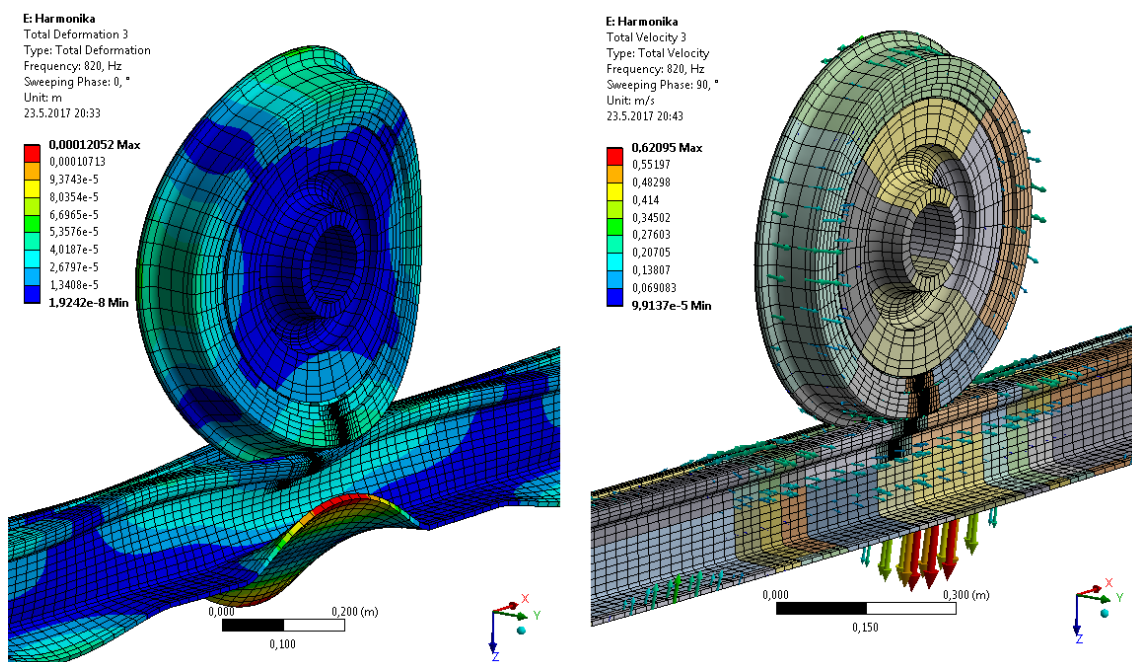 E: Harmonika
Total Deformation 3
Type: Total Deformation
Frequency: 820, Hz
Sweeping Phase: 0, °
Unit: m
23.5.2017 20:33
0,00012052 Max
0,00010713
9,3743e-5
8,0354e-5
6,6965e-5
5,3576e-5
4,0187e-5
2,6797e-5
1,3408e-5
1,9242e-8 Min
0,000
0,200 (m)
0,100
X
Y
Z
E: Harmonika
Total Velocity 3
Type: Total Velocity
Frequency: 820, Hz
Sweeping Phase: 90, °
Unit: m/s
23.5.2017 20:43
0,62095 Max
0,55197
0,48298
0,414
0,34502
0,27603
0,20705
0,13807
0,069083
9,9137e-5 Min
0,000
0,300 (m)
0,150
X
Y
Z